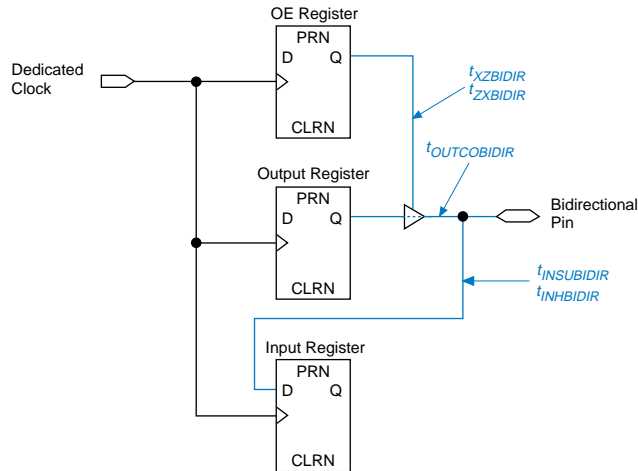 OE Register
PRN
D Q
CLRN
Dedicated
Clock
tXZBIDIR
tZXBIDIR
tOUTCOBIDIR
Output Register
PRN
D Q
CLRN
Bidirectional
Pin
tINSUBIDIR
tINHBIDIR
Input Register
PRN
D Q
CLRN